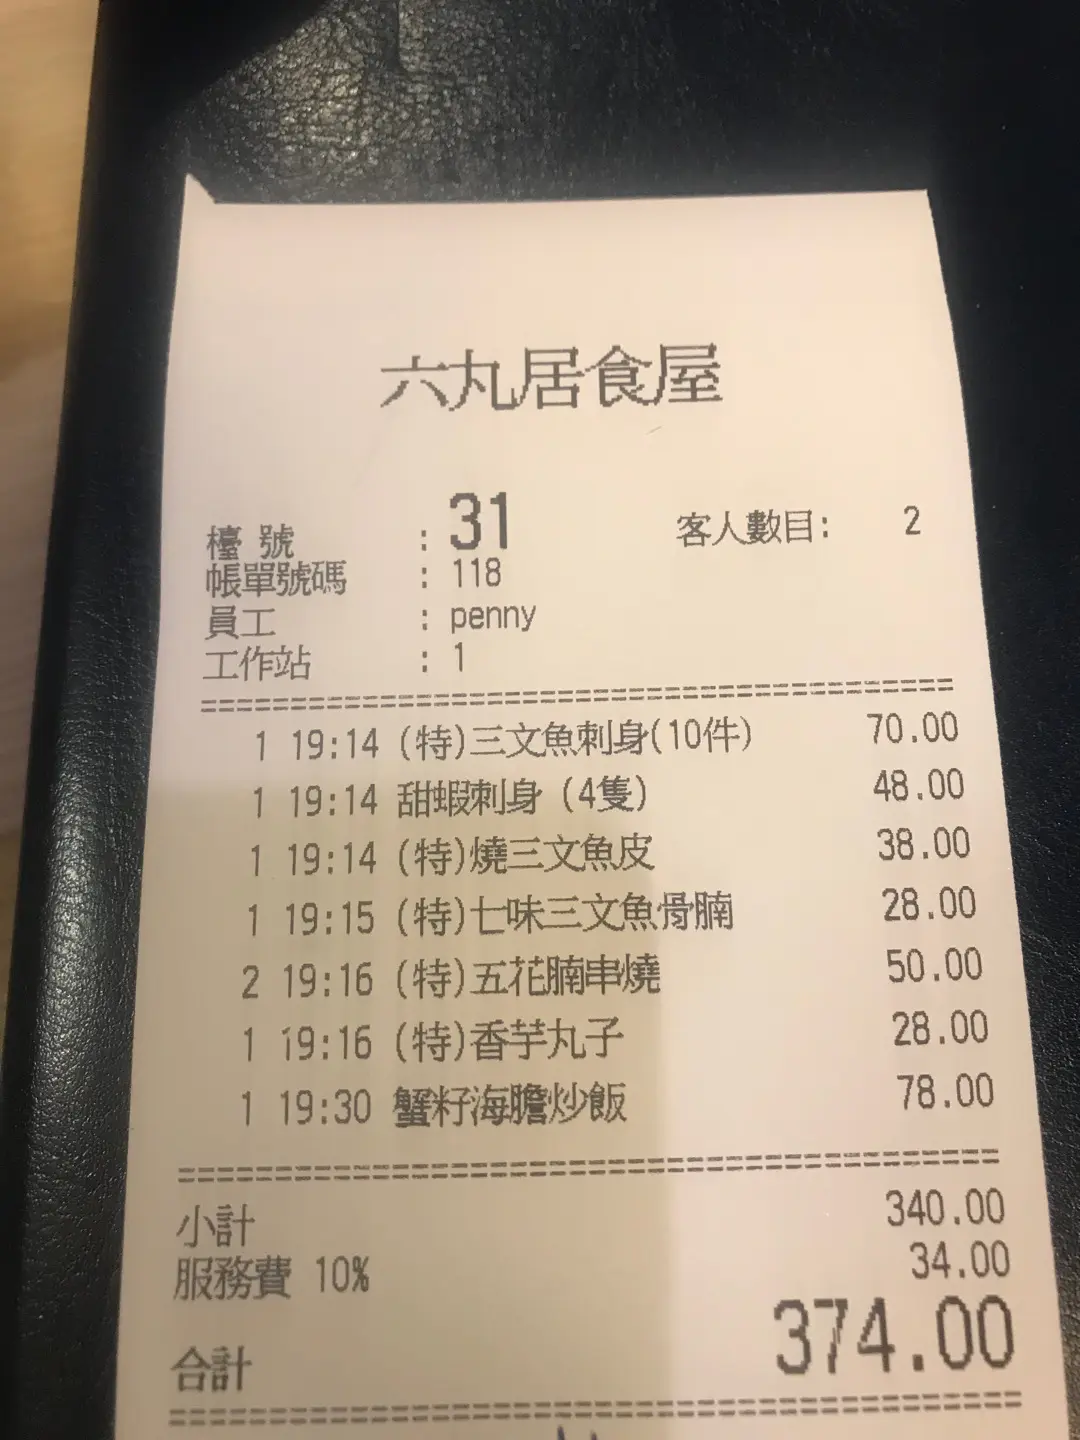 六丸居食屋
檯 號 : 31 客人數目: 2
帳單號碼 : 118
員工 : penny
工作站 : 1
1 19:14 (特)三文魚刺身(10件) 70.00
1 19:14 甜蝦刺身 (4隻) 48.00
1 19:14 (特)燒三文魚皮 38.00
1 19:15 (特)七味三文魚骨腩 28.00
2 19:16 (特)五花腩串燒 50.00
1 19:16 (特)香芋丸子 28.00
1 19:30 蟹籽海膽炒飯 78.00
小計 340.00
服務費 10% 34.00
合計 374.00